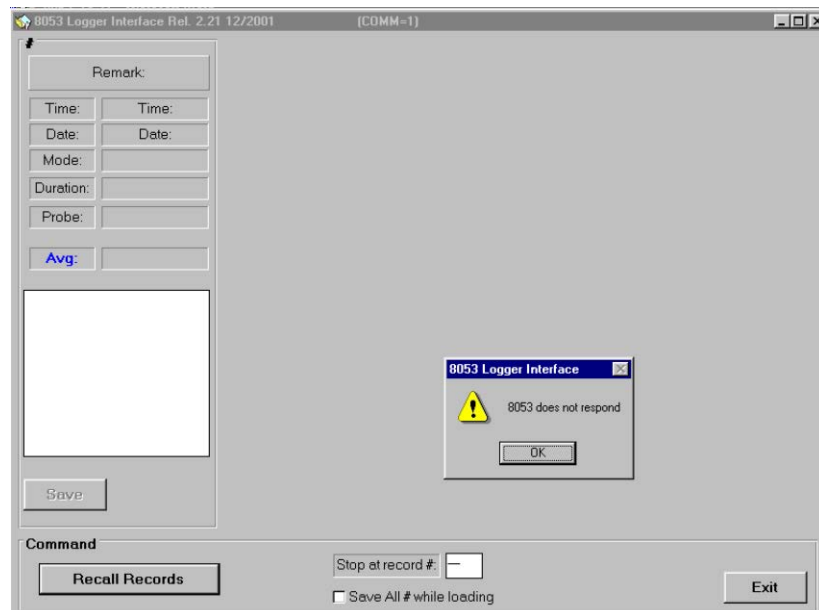 8053 Logger Interface Rel. 2.21 12/2001 (COMM=1)
#
Remark:
Time: Time:
Date: Date:
Mode:
Duration:
Probe:
Avg:
8053 Logger Interface
8053 does not respond
OK
Save
Command
Recall Records
Stop at record #: —
Save All # while loading
Exit